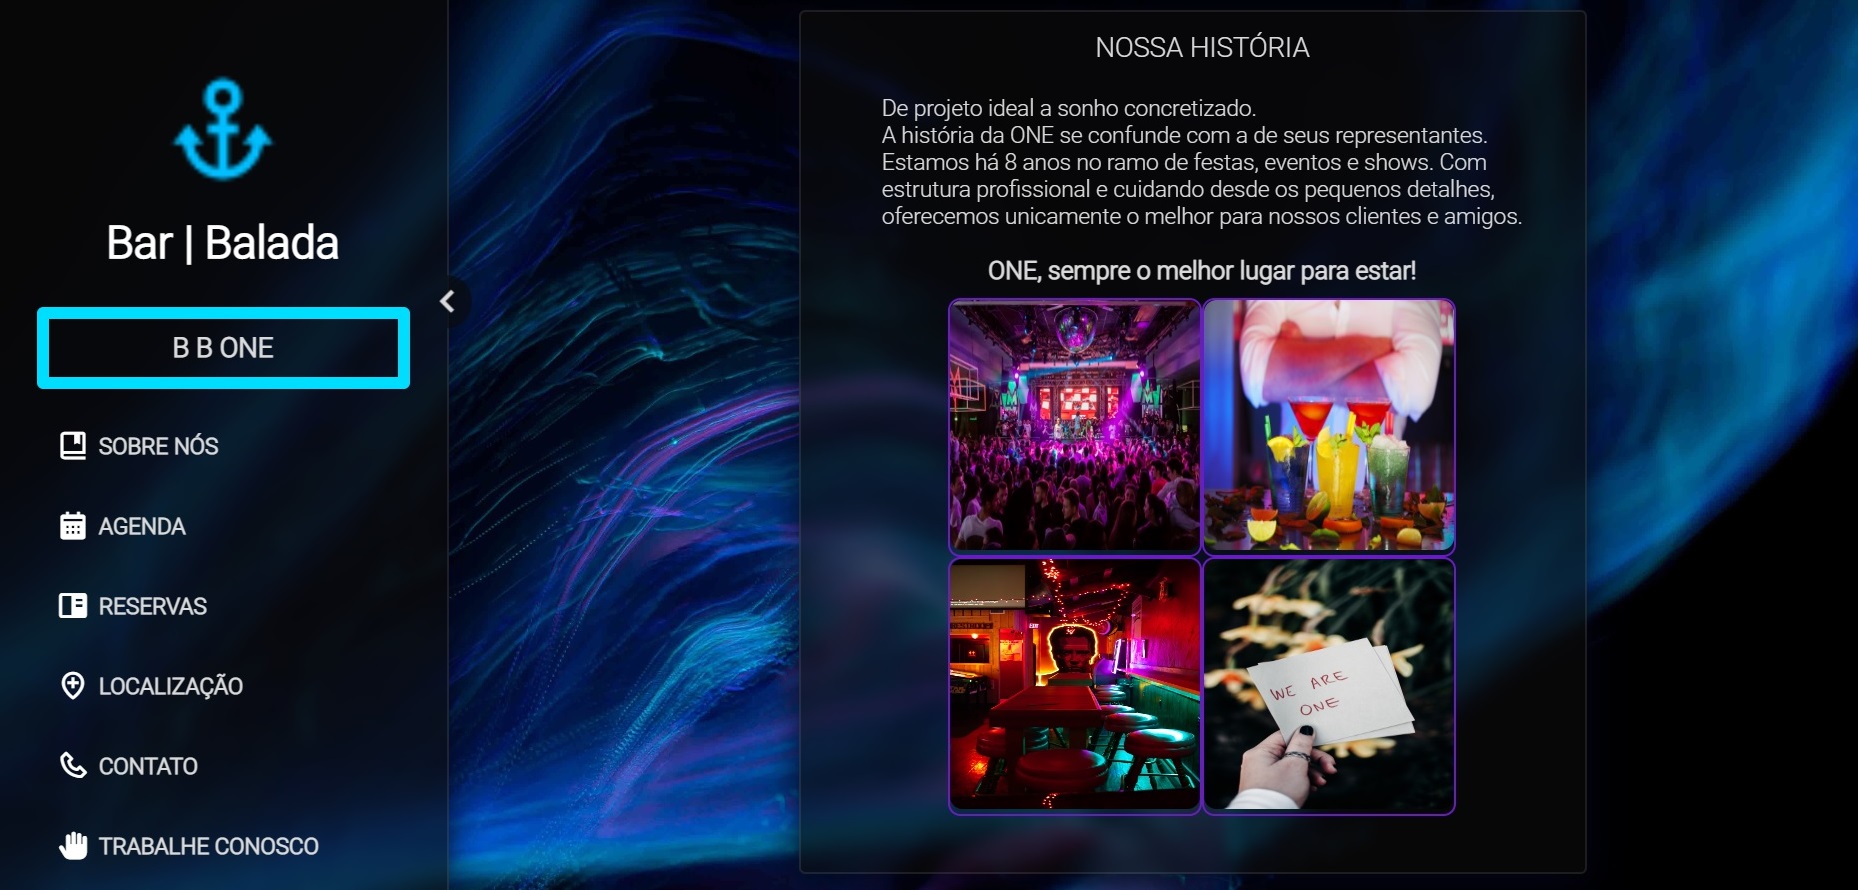 Bar | Balada
B B ONE
SOBRE NÓS
AGENDA
RESERVAS
LOCALIZAÇÃO
CONTATO
TRABALHE CONOSCO
NOSSA HISTÓRIA
De projeto ideal a sonho concretizado.
A história da ONE se confunde com a de seus representantes.
Estamos há 8 anos no ramo de festas, eventos e shows. Com
estrutura profissional e cuidando desde os pequenos detalhes,
oferecemos unicamente o melhor para nossos clientes e amigos.
ONE, sempre o melhor lugar para estar!
WE ARE
ONE